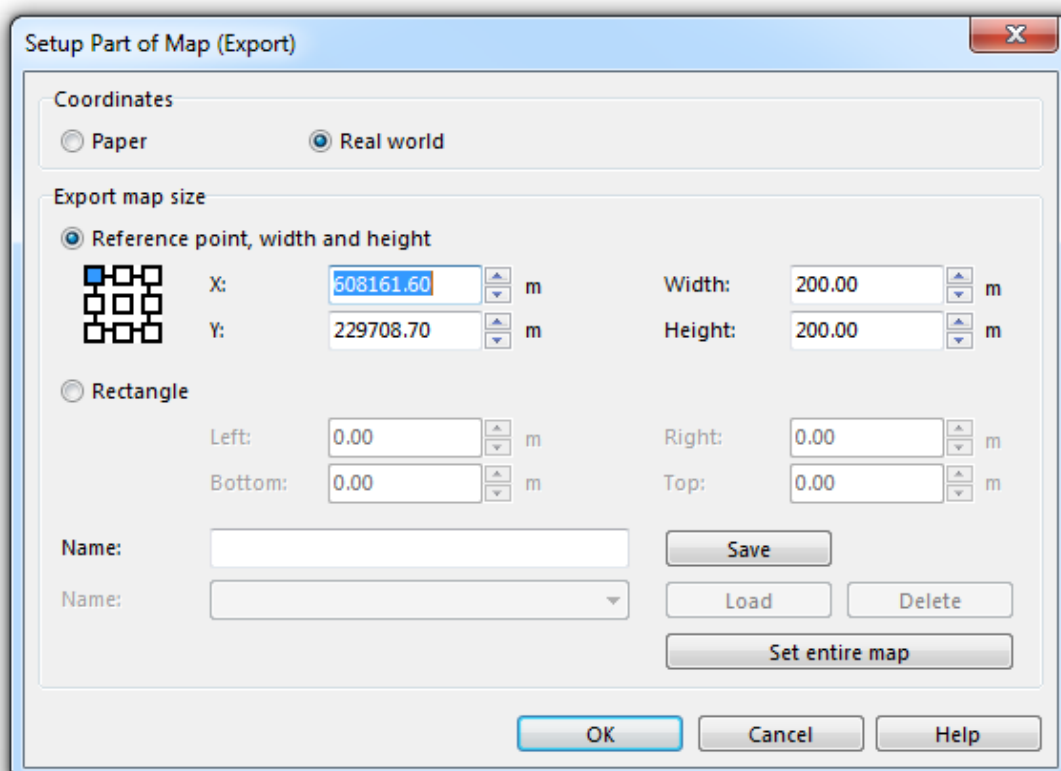 Setup Part of Map (Export)
Coordinates
Paper Real world
Export map size
Reference point, width and height
X: 608161.60 m Width: 200.00 m
Y: 229708.70 m Height: 200.00 m
Rectangle
Left: 0.00 m Right: 0.00 m
Bottom: 0.00 m Top: 0.00 m
Name: Save
Name: Load Delete
Set entire map
OK Cancel Help